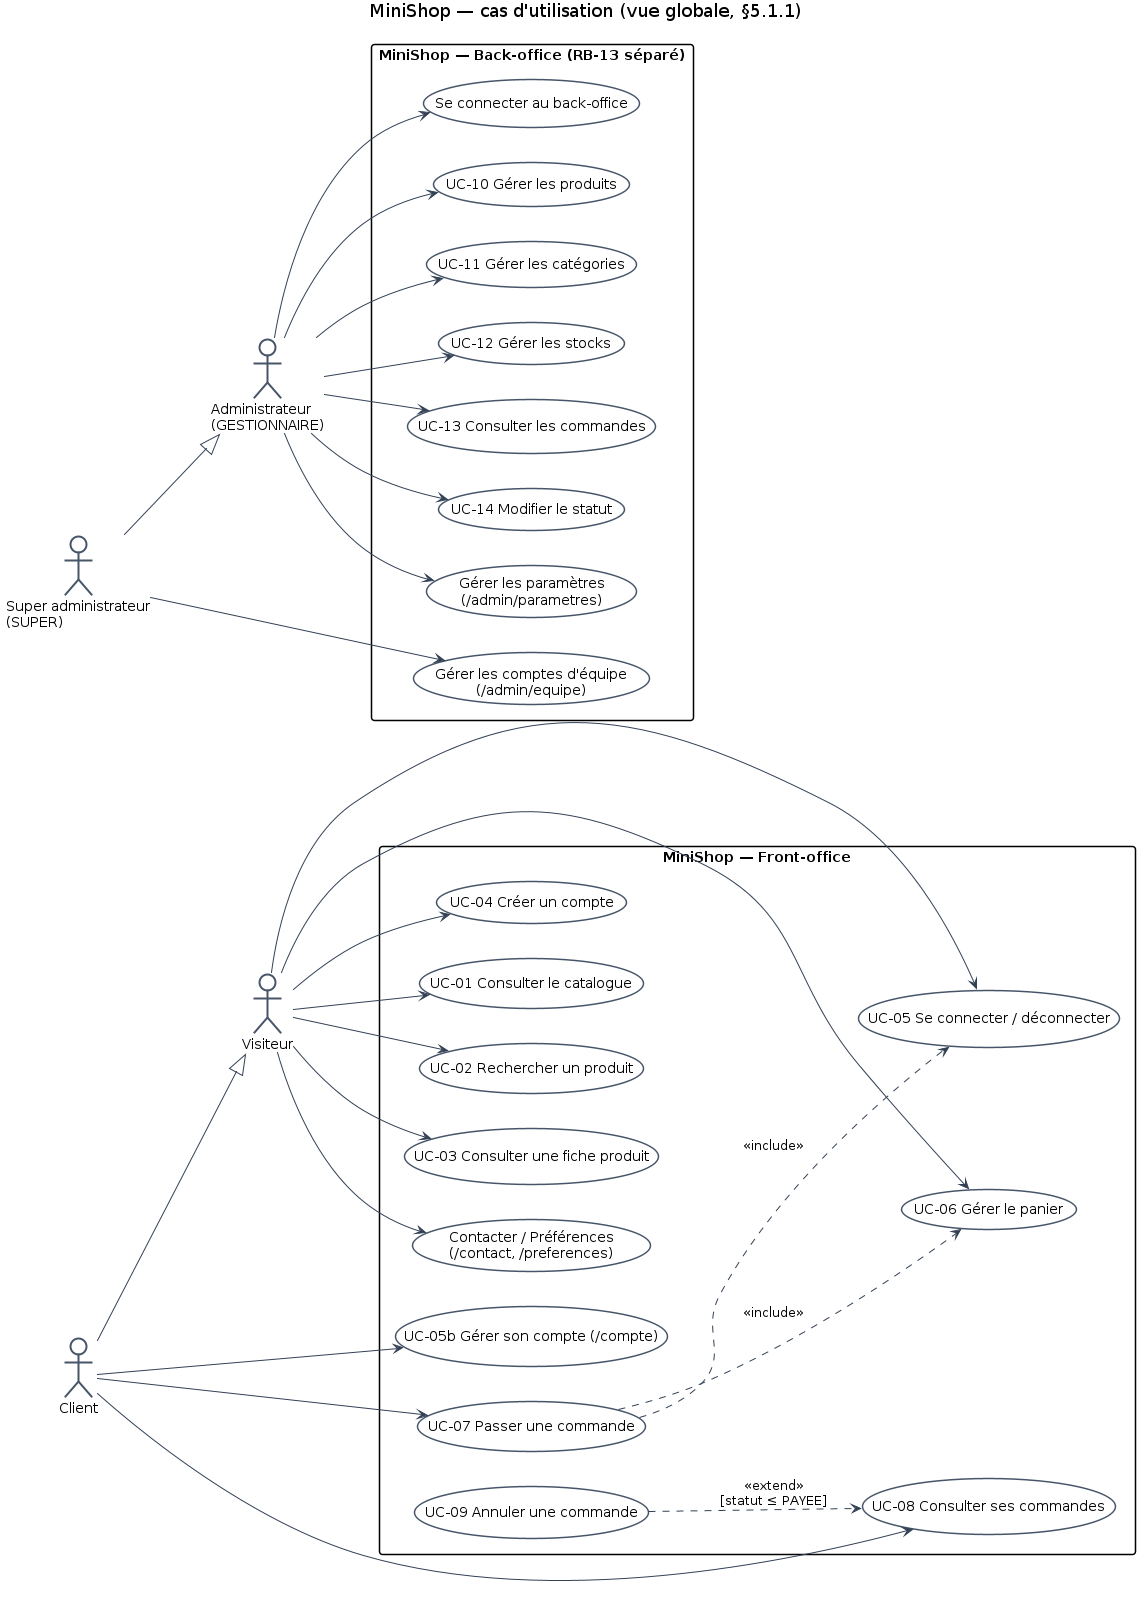 MiniShop — cas d'utilisation (vue globale, §5.1.1)
MiniShop — Back-office (RB-13 séparé)
Se connecter au back-office
UC-10 Gérer les produits
UC-11 Gérer les catégories
UC-12 Gérer les stocks
Administrateur
(GESTIONNAIRE)
UC-13 Consulter les commandes
UC-14 Modifier le statut
Gérer les paramètres
(/admin/parametres)
Super administrateur
(SUPER)
Gérer les comptes d'équipe
(/admin/equipe)
MiniShop — Front-office
UC-04 Créer un compte
UC-01 Consulter le catalogue
UC-05 Se connecter / déconnecter
Visiteur
UC-02 Rechercher un produit
«include»
UC-03 Consulter une fiche produit
UC-06 Gérer le panier
Contacter / Préférences
(/contact, /preferences)
«include»
UC-05b Gérer son compte (/compte)
Client
UC-07 Passer une commande
«extend»
[statut ≤ PAYEE]
UC-09 Annuler une commande
UC-08 Consulter ses commandes